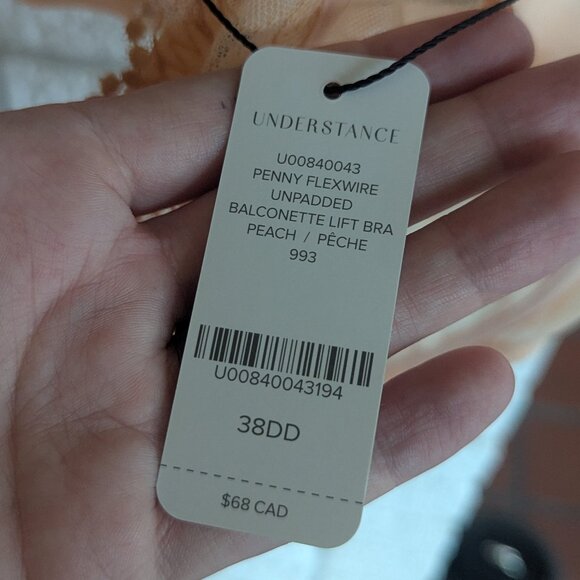 UNDERSTANCE
U00840043
PENNY FLEXWIRE
UNPADDED
BALCONETTE LIFT BRA
PEACH / PÊCHE
993
U00840043194
38DD
$68 CAD